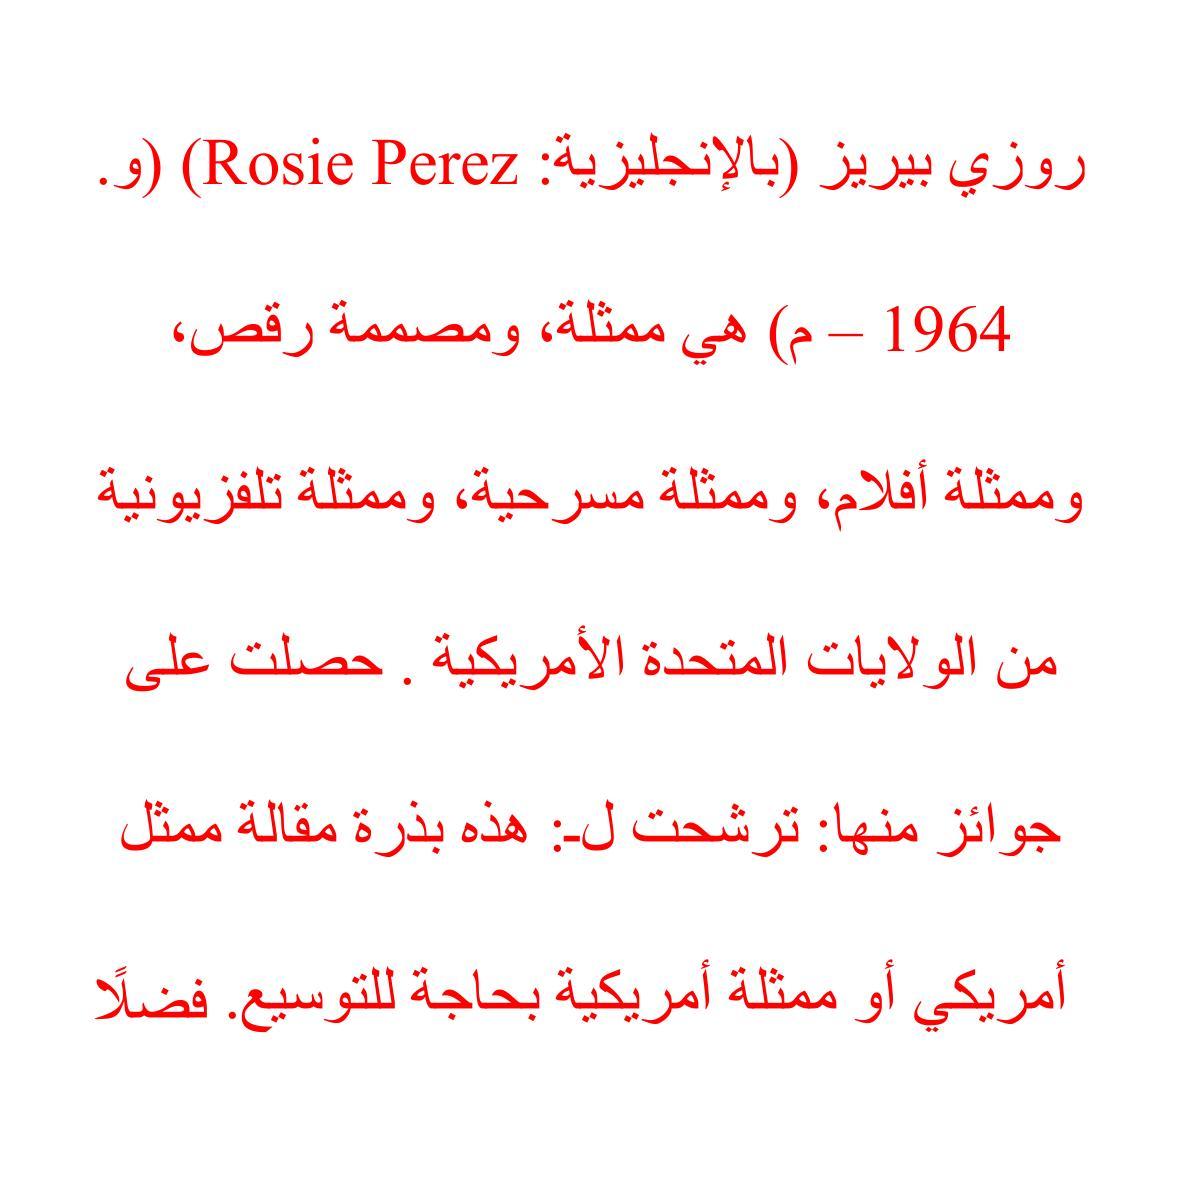 روزي بيريز (بالإنجليزية: Rosie Perez) (و.
1964 – م) هي ممثلة، ومصممة رقص،
وممثلة أفلام، وممثلة مسرحية، وممثلة تلفزيونية
من الولايات المتحدة الأمريكية . حصلت على
جوائز منها: ترشحت ل‍ـ: هذه بذرة مقالة ممثل
أمريكي أو ممثلة أمريكية بحاجة للتوسيع. فضلًا